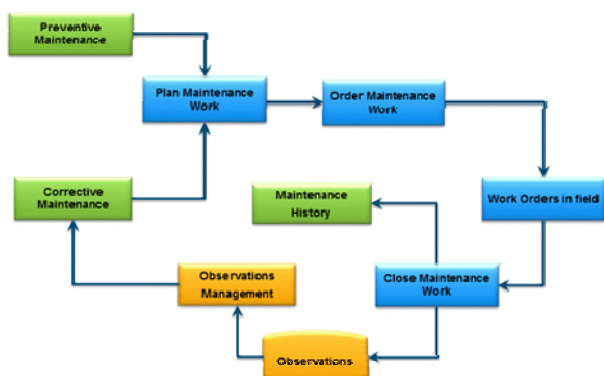 Preventive
Maintenance
Plan Maintenance
Work
Order Maintenance
Work
Corrective
Maintenance
Maintenance
History
Work Orders in field
Observations
Management
Close Maintenance
Work
Observations